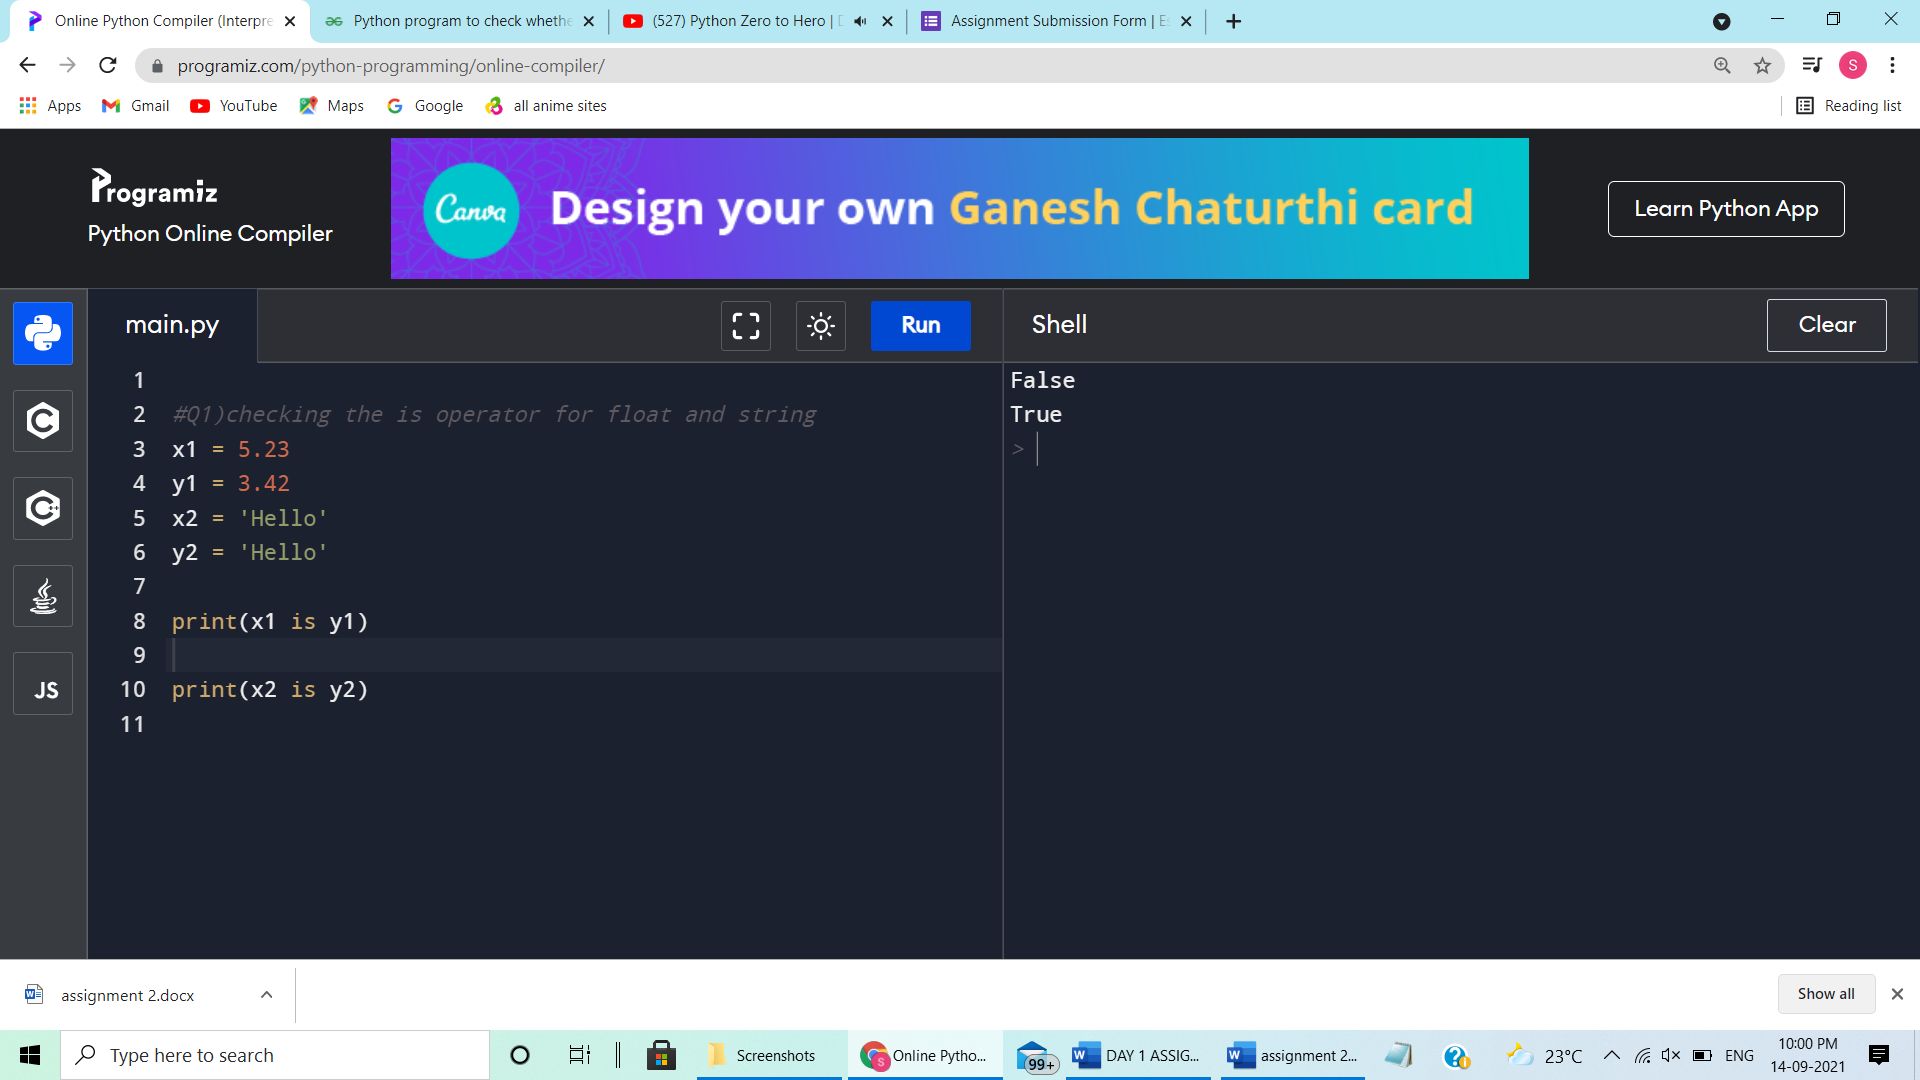 Online Python Compiler (Interpre
Python program to check whethe
(527) Python Zero to Hero |
Assignment Submission Form | Es
programiz.com/python-programming/online-compiler/
S
Apps
Gmail
YouTube
Maps
Google
all anime sites
Reading list
Programiz
Python Online Compiler
Canva
Design your own Ganesh Chaturthi card
Learn Python App
main.py
Run
Shell
Clear
1
2 #Q1)checking the is operator for float and string
3 x1 = 5.23
4 y1 = 3.42
5 x2 = 'Hello'
6 y2 = 'Hello'
7
8 print(x1 is y1)
9
10 print(x2 is y2)
11
False
True
>
C
C++
JS
assignment 2.docx
Show all
Type here to search
Screenshots
Online Pytho...
99+
DAY 1 ASSIG...
assignment 2...
23°C
ENG
10:00 PM
14-09-2021